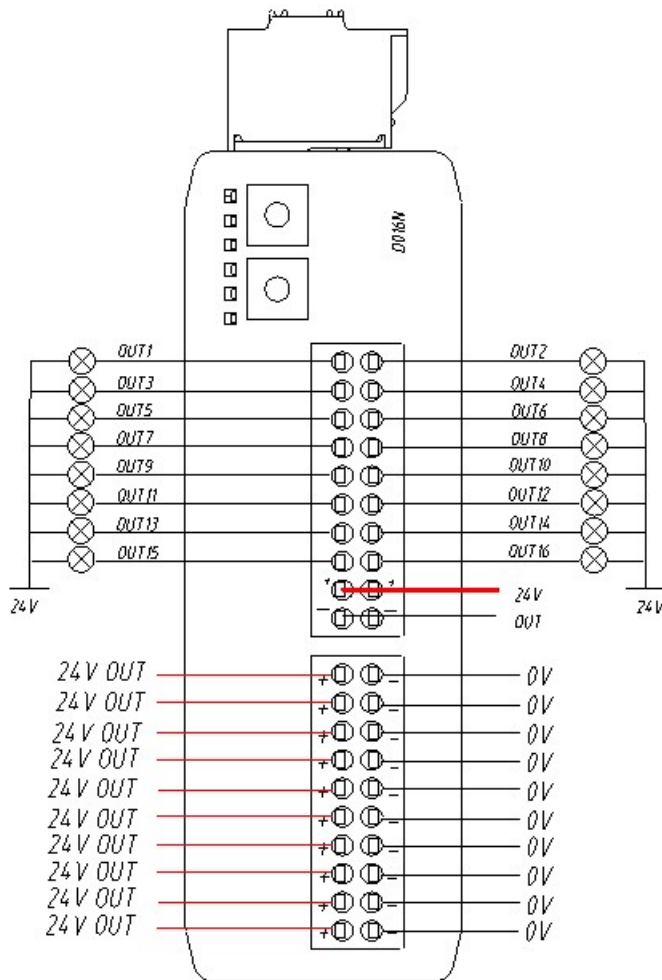 DO16N
OUT1 OUT2
OUT3 OUT4
OUT5 OUT6
OUT7 OUT8
OUT9 OUT10
OUT11 OUT12
OUT13 OUT14
OUT15 OUT16
+ +
24V 24V 24V
- - OUT
24V OUT + - 0V
24V OUT + - 0V
24V OUT + - 0V
24V OUT + - 0V
24V OUT + - 0V
24V OUT + - 0V
24V OUT + - 0V
24V OUT + - 0V
24V OUT + - 0V
24V OUT + - 0V